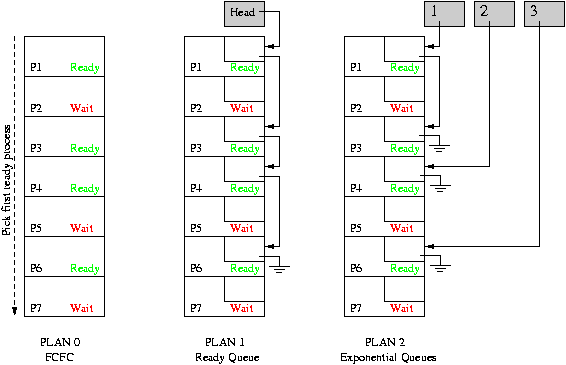 Head
1 2 3
P1 Ready P1 Ready P1 Ready
P2 Wait P2 Wait P2 Wait
P3 Ready P3 Ready P3 Ready
P4 Ready P4 Ready P4 Ready
P5 Wait P5 Wait P5 Wait
P6 Ready P6 Ready P6 Ready
P7 Wait P7 Wait P7 Wait
Pick first ready process
PLAN 0
FCFC
PLAN 1
Ready Queue
PLAN 2
Exponential Queues